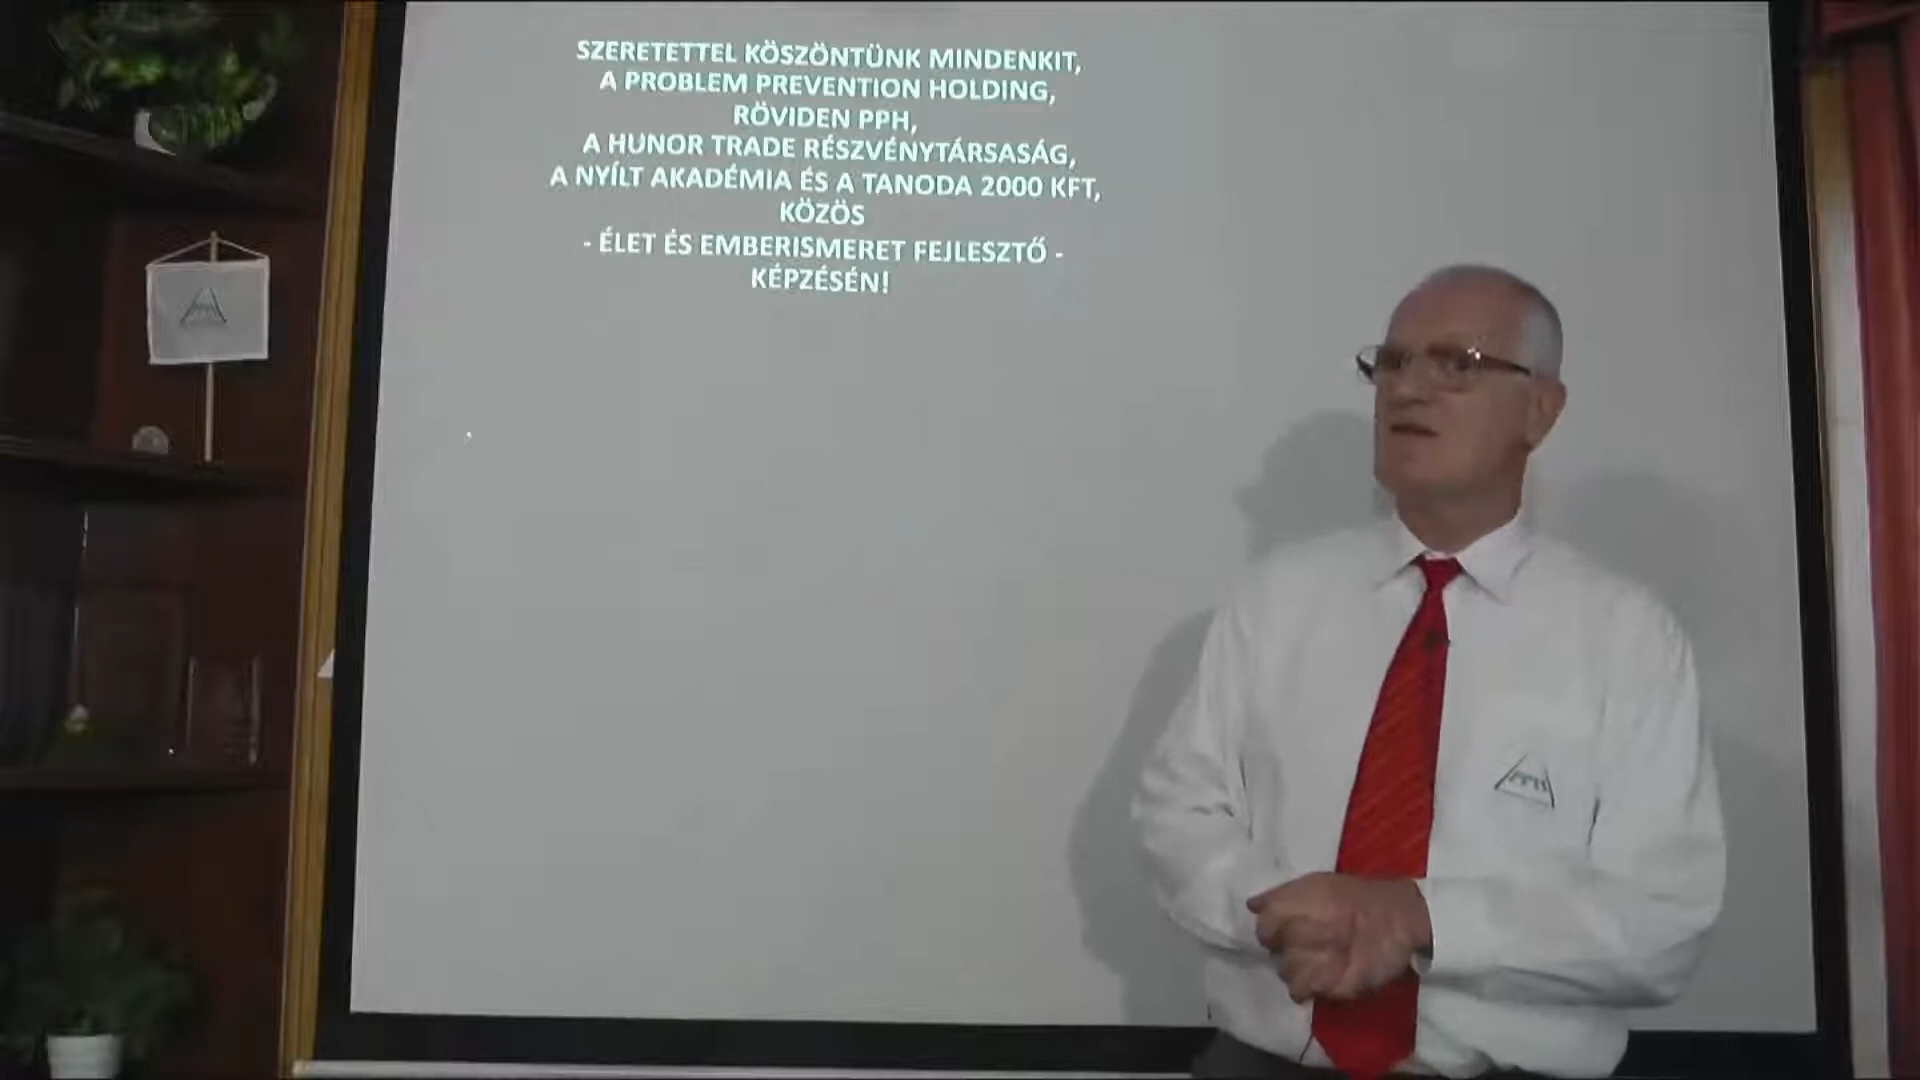 SZERETETTEL KÖSZÖNTÜNK MINDENKIT,
A PROBLEM PREVENTION HOLDING,
RÖVIDEN PPH,
A HUNOR TRADE RÉSZVÉNYTÁRSASÁG,
A NYÍLT AKADÉMIA ÉS A TANODA 2000 KFT,
KÖZÖS
- ÉLET ÉS EMBERISMERET FEJLESZTŐ -
KÉPZÉSÉN!